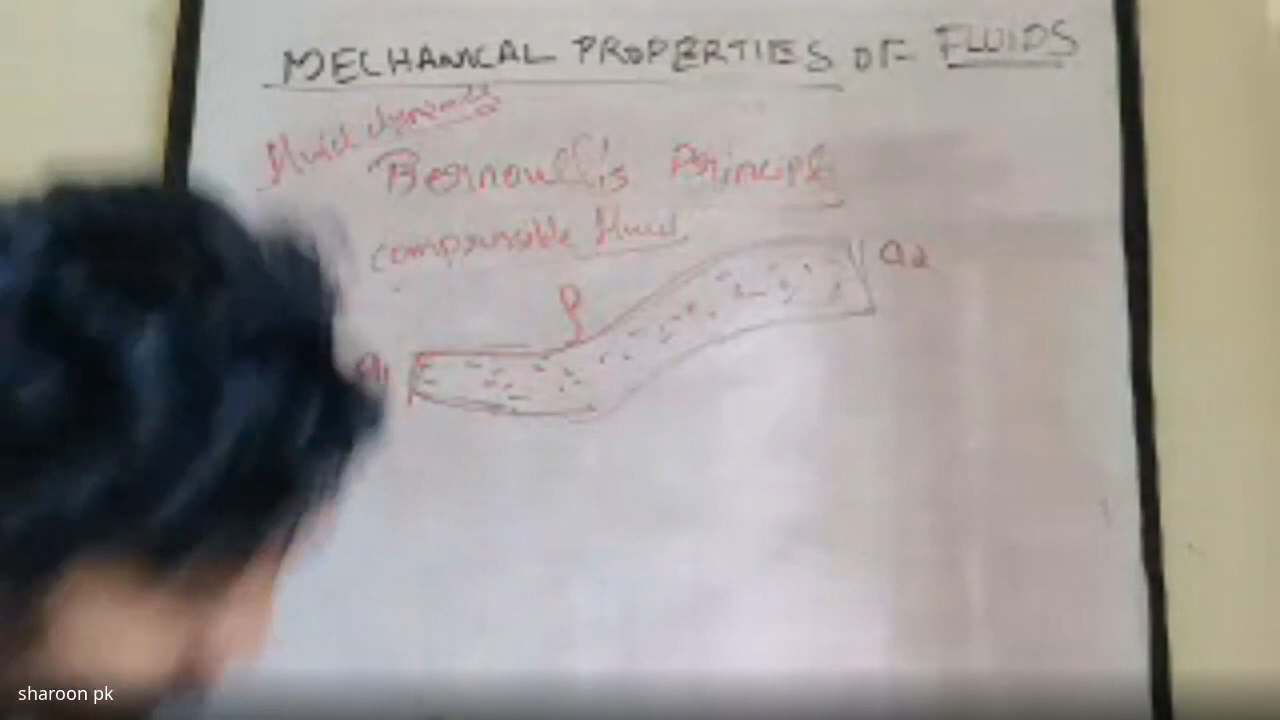 MECHANICAL PROPERTIES OF FLUIDS
Fluid dynamics
Bernoulli's Principle
compressible fluid
a2
ρ
a1
sharoon pk